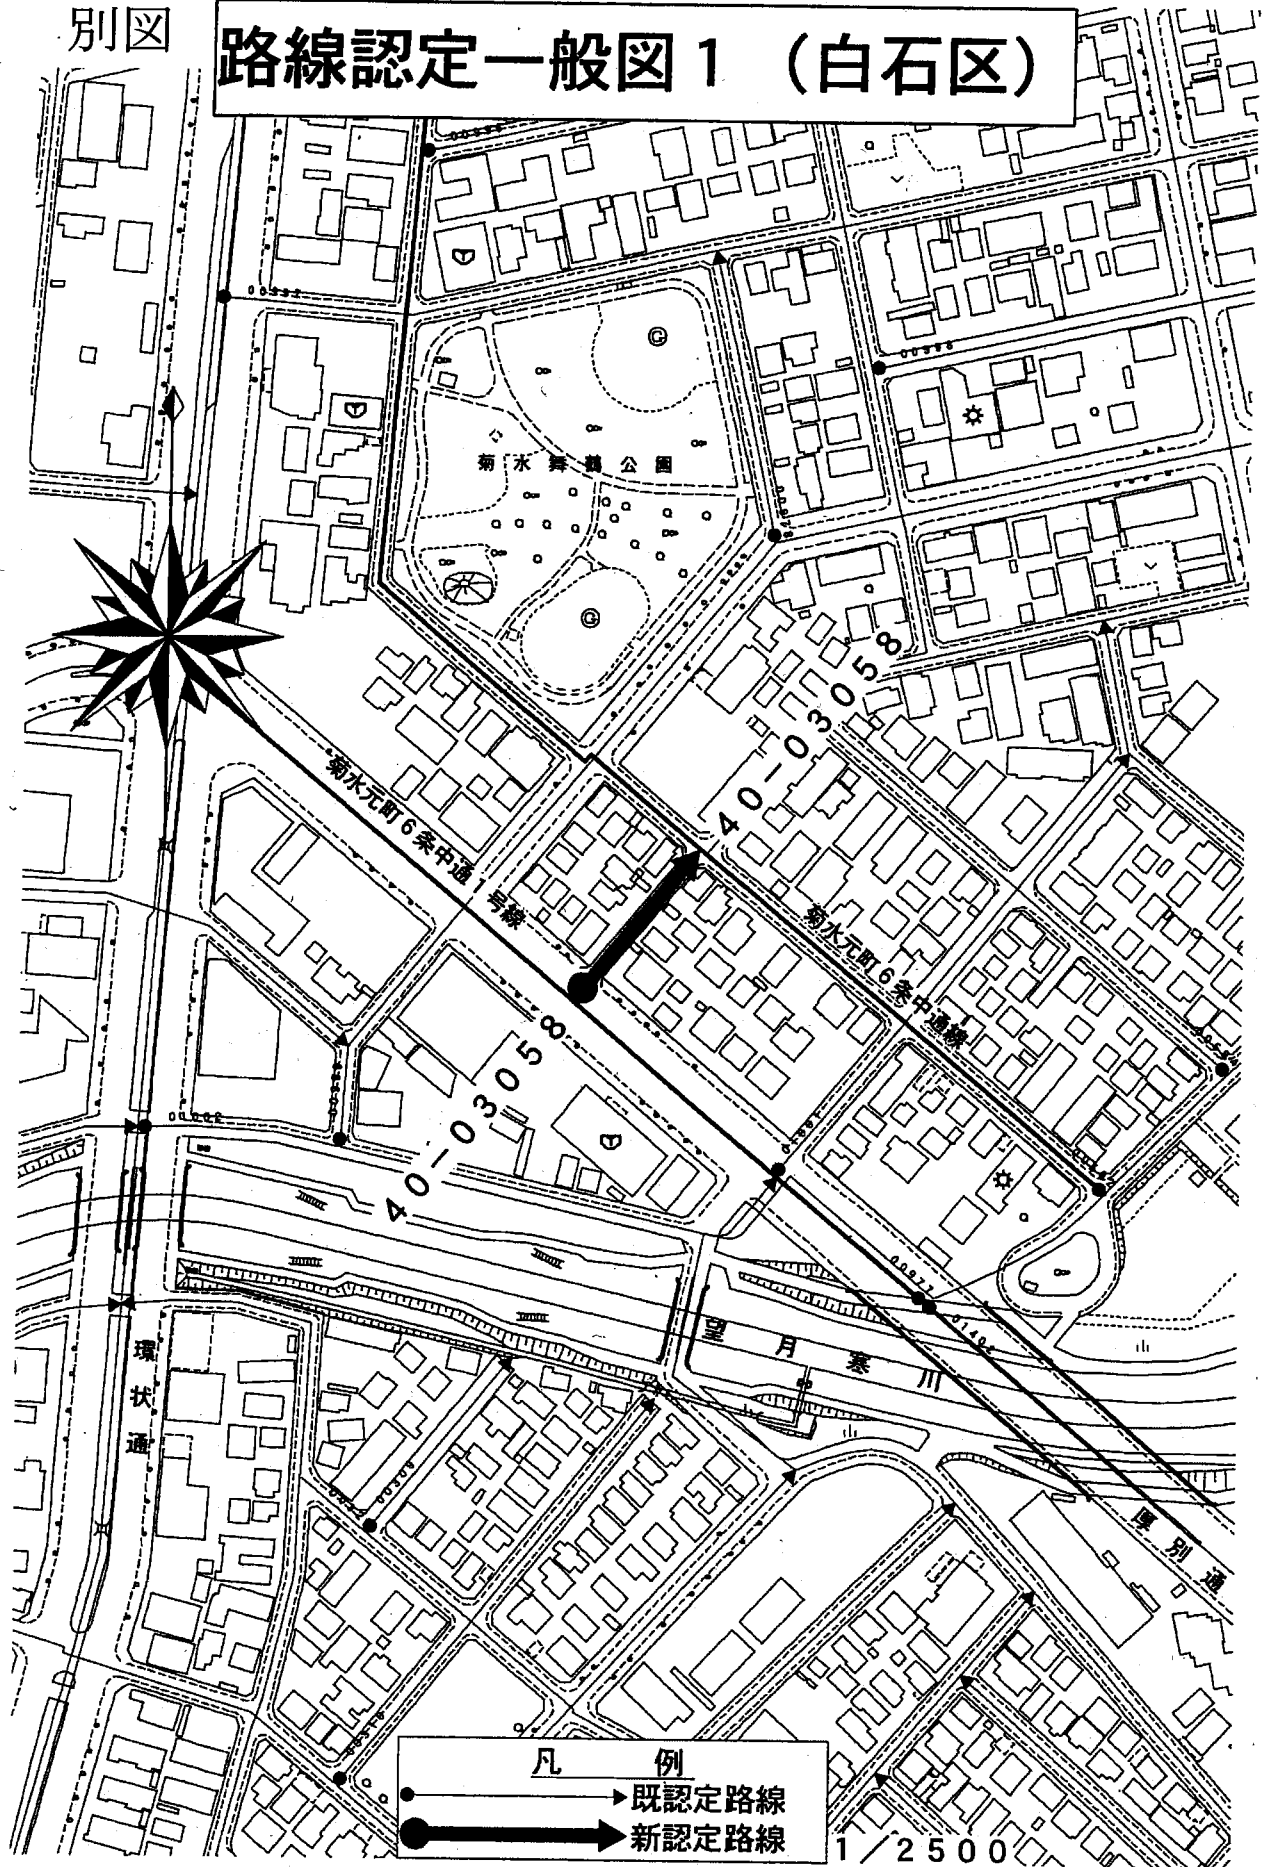 別図
路線認定一般図1（白石区）
00332
菊水舞鶴公園
40-03058
菊水元町6条中通1号線
菊水元町6条中通線
40-03058
00977
望月寒川
環状通
00309
厚別通
凡例
既認定路線
新認定路線
1/2500